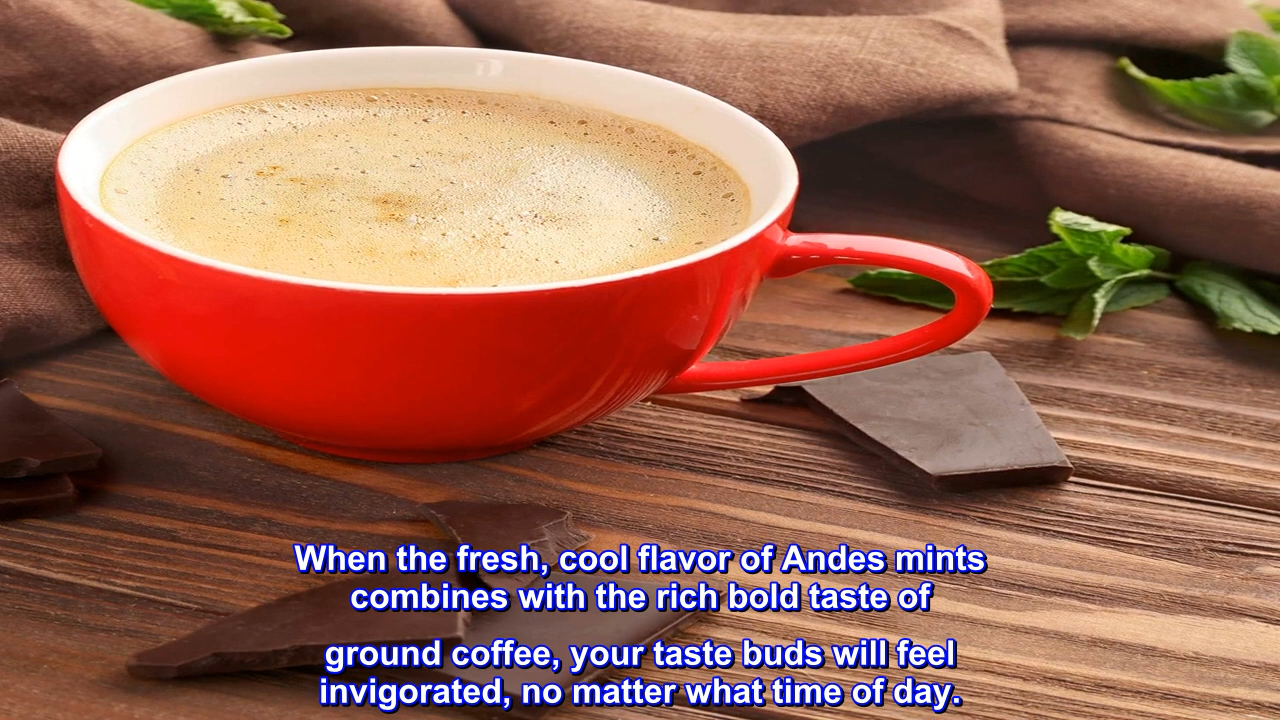 When the fresh, cool flavor of Andes mints
combines with the rich bold taste of
ground coffee, your taste buds will feel
invigorated, no matter what time of day.